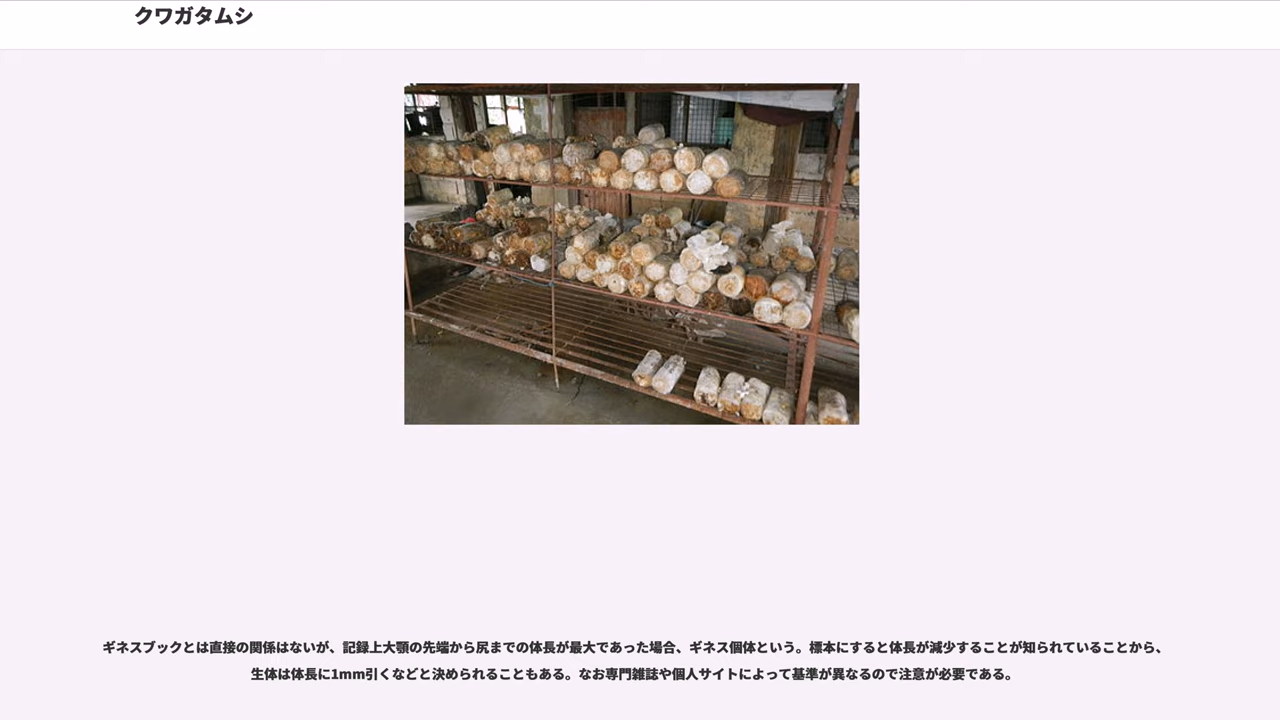 クワガタムシ
ギネスブックとは直接の関係はないが、記録上大顎の先端から尻までの体長が最大であった場合、ギネス個体という。標本にすると体長が減少することが知られていることから、
生体は体長に1mm引くなどと決められることもある。なお専門雑誌や個人サイトによって基準が異なるので注意が必要である。